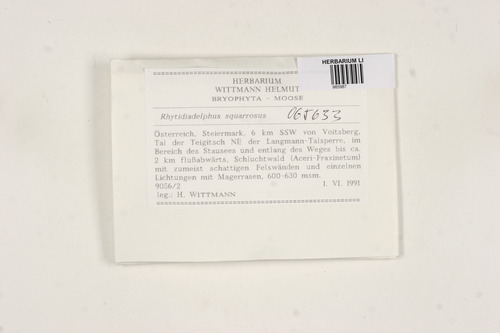 HERBARIUM LI
HERBARIUM
WITTMANN HELMUT
BRYOPHYTA - MOOSE
Rhytidiadelphus squarrosus 065633
Österreich, Steiermark, 6 km SSW von Voitsberg,
Tal der Teigitsch NE der Langmann-Talsperre, im
Bereich des Stausees und entlang des Weges bis ca.
2 km flußabwärts, Schluchtwald (Aceri-Fraxinetum)
mit zumeist schattigen Felswänden und einzelnen
Lichtungen mit Magerrasen, 600-630 msm.
9056/2 1. VI. 1991
leg.: H. WITTMANN